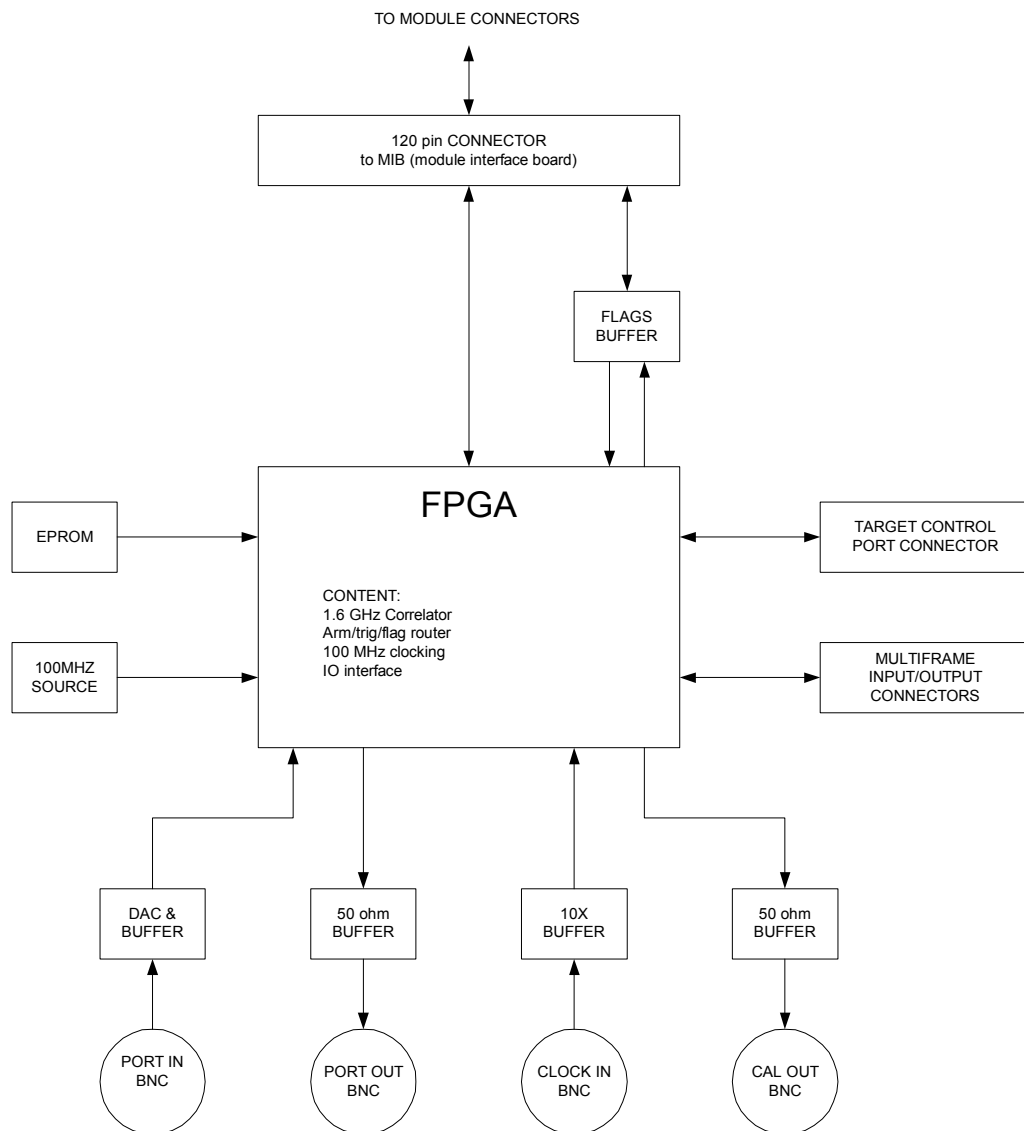 TO MODULE CONNECTORS
120 pin CONNECTOR
to MIB (module interface board)
FLAGS
BUFFER
FPGA
EPROM
TARGET CONTROL
PORT CONNECTOR
CONTENT:
1.6 GHz Correlator
Arm/trig/flag router
100 MHz clocking
IO interface
100MHZ
SOURCE
MULTIFRAME
INPUT/OUTPUT
CONNECTORS
DAC &
BUFFER
50 ohm
BUFFER
10X
BUFFER
50 ohm
BUFFER
PORT IN
BNC
PORT OUT
BNC
CLOCK IN
BNC
CAL OUT
BNC